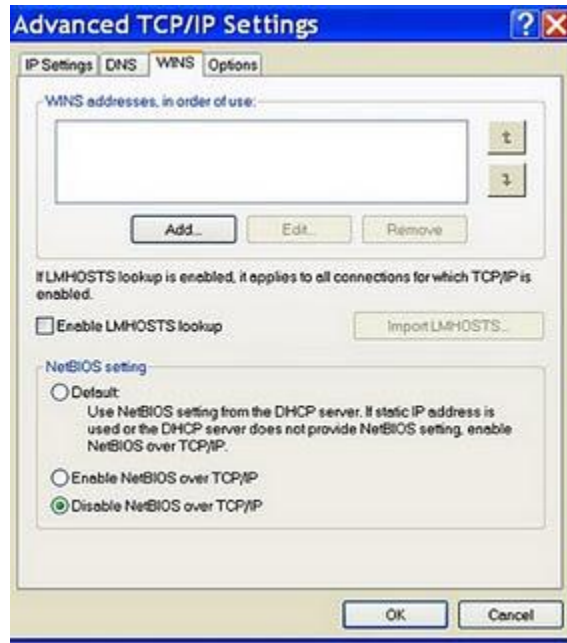 Advanced TCP/IP Settings
IP Settings DNS WINS Options
WINS addresses, in order of use:
Add...
Edit...
Remove
If LMHOSTS lookup is enabled, it applies to all connections for which TCP/IP is
enabled.
Enable LMHOSTS lookup
Import LMHOSTS...
NetBIOS setting
Default:
Use NetBIOS setting from the DHCP server. If static IP address is
used or the DHCP server does not provide NetBIOS setting, enable
NetBIOS over TCP/IP.
Enable NetBIOS over TCP/IP
Disable NetBIOS over TCP/IP
OK
Cancel